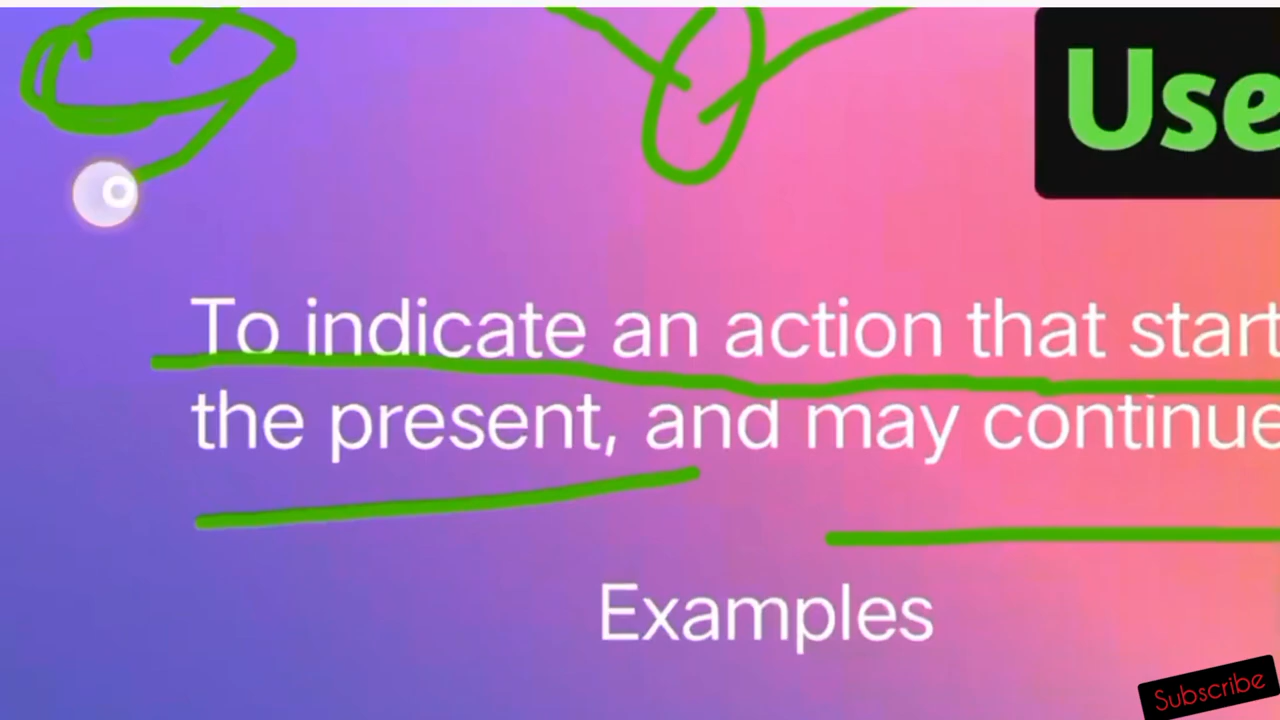 Use
To indicate an action that start
the present, and may continue
Examples
Subscribe